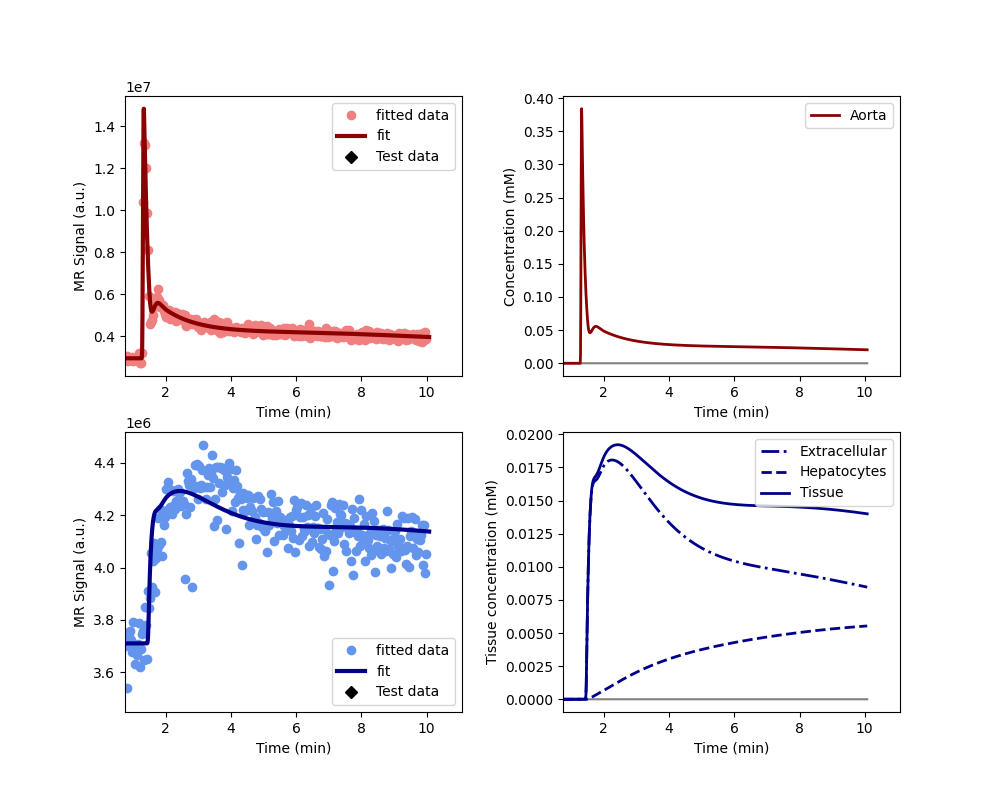 1e7
MR Signal (a.u.)
1.4
1.2
1.0
0.8
0.6
0.4
fitted data
fit
Test data
2 4 6 8 10
Time (min)
Concentration (mM)
0.40
0.35
0.30
0.25
0.20
0.15
0.10
0.05
0.00
Aorta
2 4 6 8 10
Time (min)
1e6
MR Signal (a.u.)
4.4
4.2
4.0
3.8
3.6
fitted data
fit
Test data
2 4 6 8 10
Time (min)
Tissue concentration (mM)
0.0200
0.0175
0.0150
0.0125
0.0100
0.0075
0.0050
0.0025
0.0000
Extracellular
Hepatocytes
Tissue
2 4 6 8 10
Time (min)